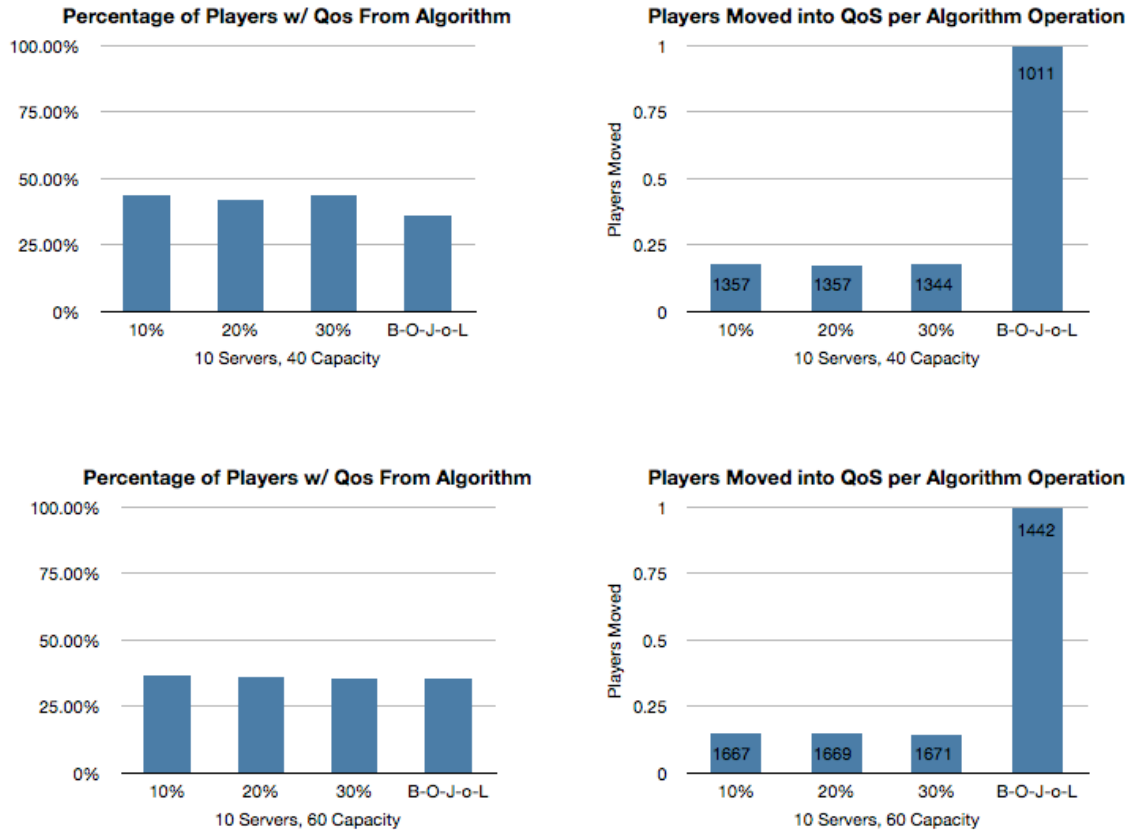 Percentage of Players w/ Qos From Algorithm
100.00%
75.00%
50.00%
25.00%
0%
10% 20% 30% B-O-J-o-L
10 Servers, 40 Capacity
Players Moved into QoS per Algorithm Operation
Players Moved
1
0.75
0.5
0.25
0
1357 1357 1344 1011
10% 20% 30% B-O-J-o-L
10 Servers, 40 Capacity
Percentage of Players w/ Qos From Algorithm
100.00%
75.00%
50.00%
25.00%
0%
10% 20% 30% B-O-J-o-L
10 Servers, 60 Capacity
Players Moved into QoS per Algorithm Operation
Players Moved
1
0.75
0.5
0.25
0
1667 1669 1671 1442
10% 20% 30% B-O-J-o-L
10 Servers, 60 Capacity